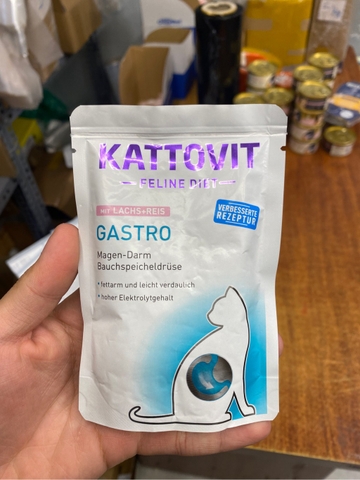 KATTOVIT
FELINE DIET
MIT LACHS+REIS
VERBESSERTE
REZEPTUR
GASTRO
Magen-Darm
Bauchspeicheldrüse
• fettarm und leicht verdaulich
• hoher Elektrolytgehalt